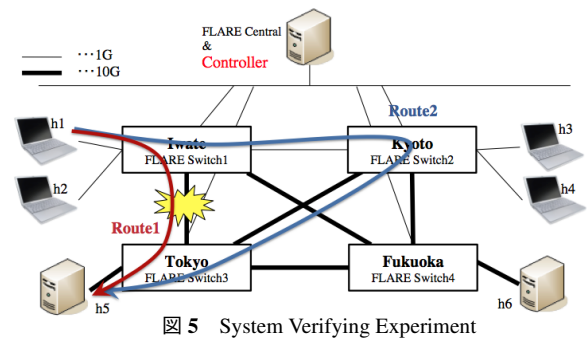 FLARE Central
&
Controller
…1G
…10G
Route2
h1
Iwate
FLARE Switch1
Kyoto
FLARE Switch2
h3
h2
h4
Route1
Tokyo
FLARE Switch3
Fukuoka
FLARE Switch4
h5
h6
図 5 System Verifying Experiment